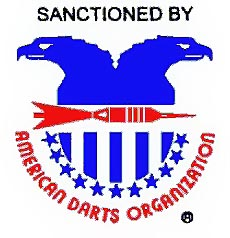 SANCTIONED BY
AMERICAN DARTS ORGANIZATION
®